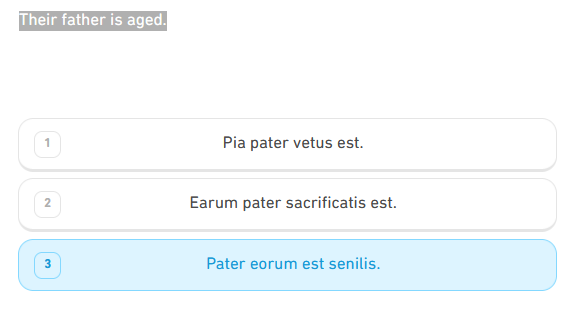 Their father is aged.
1
Pia pater vetus est.
2
Earum pater sacrificatis est.
3
Pater eorum est senilis.